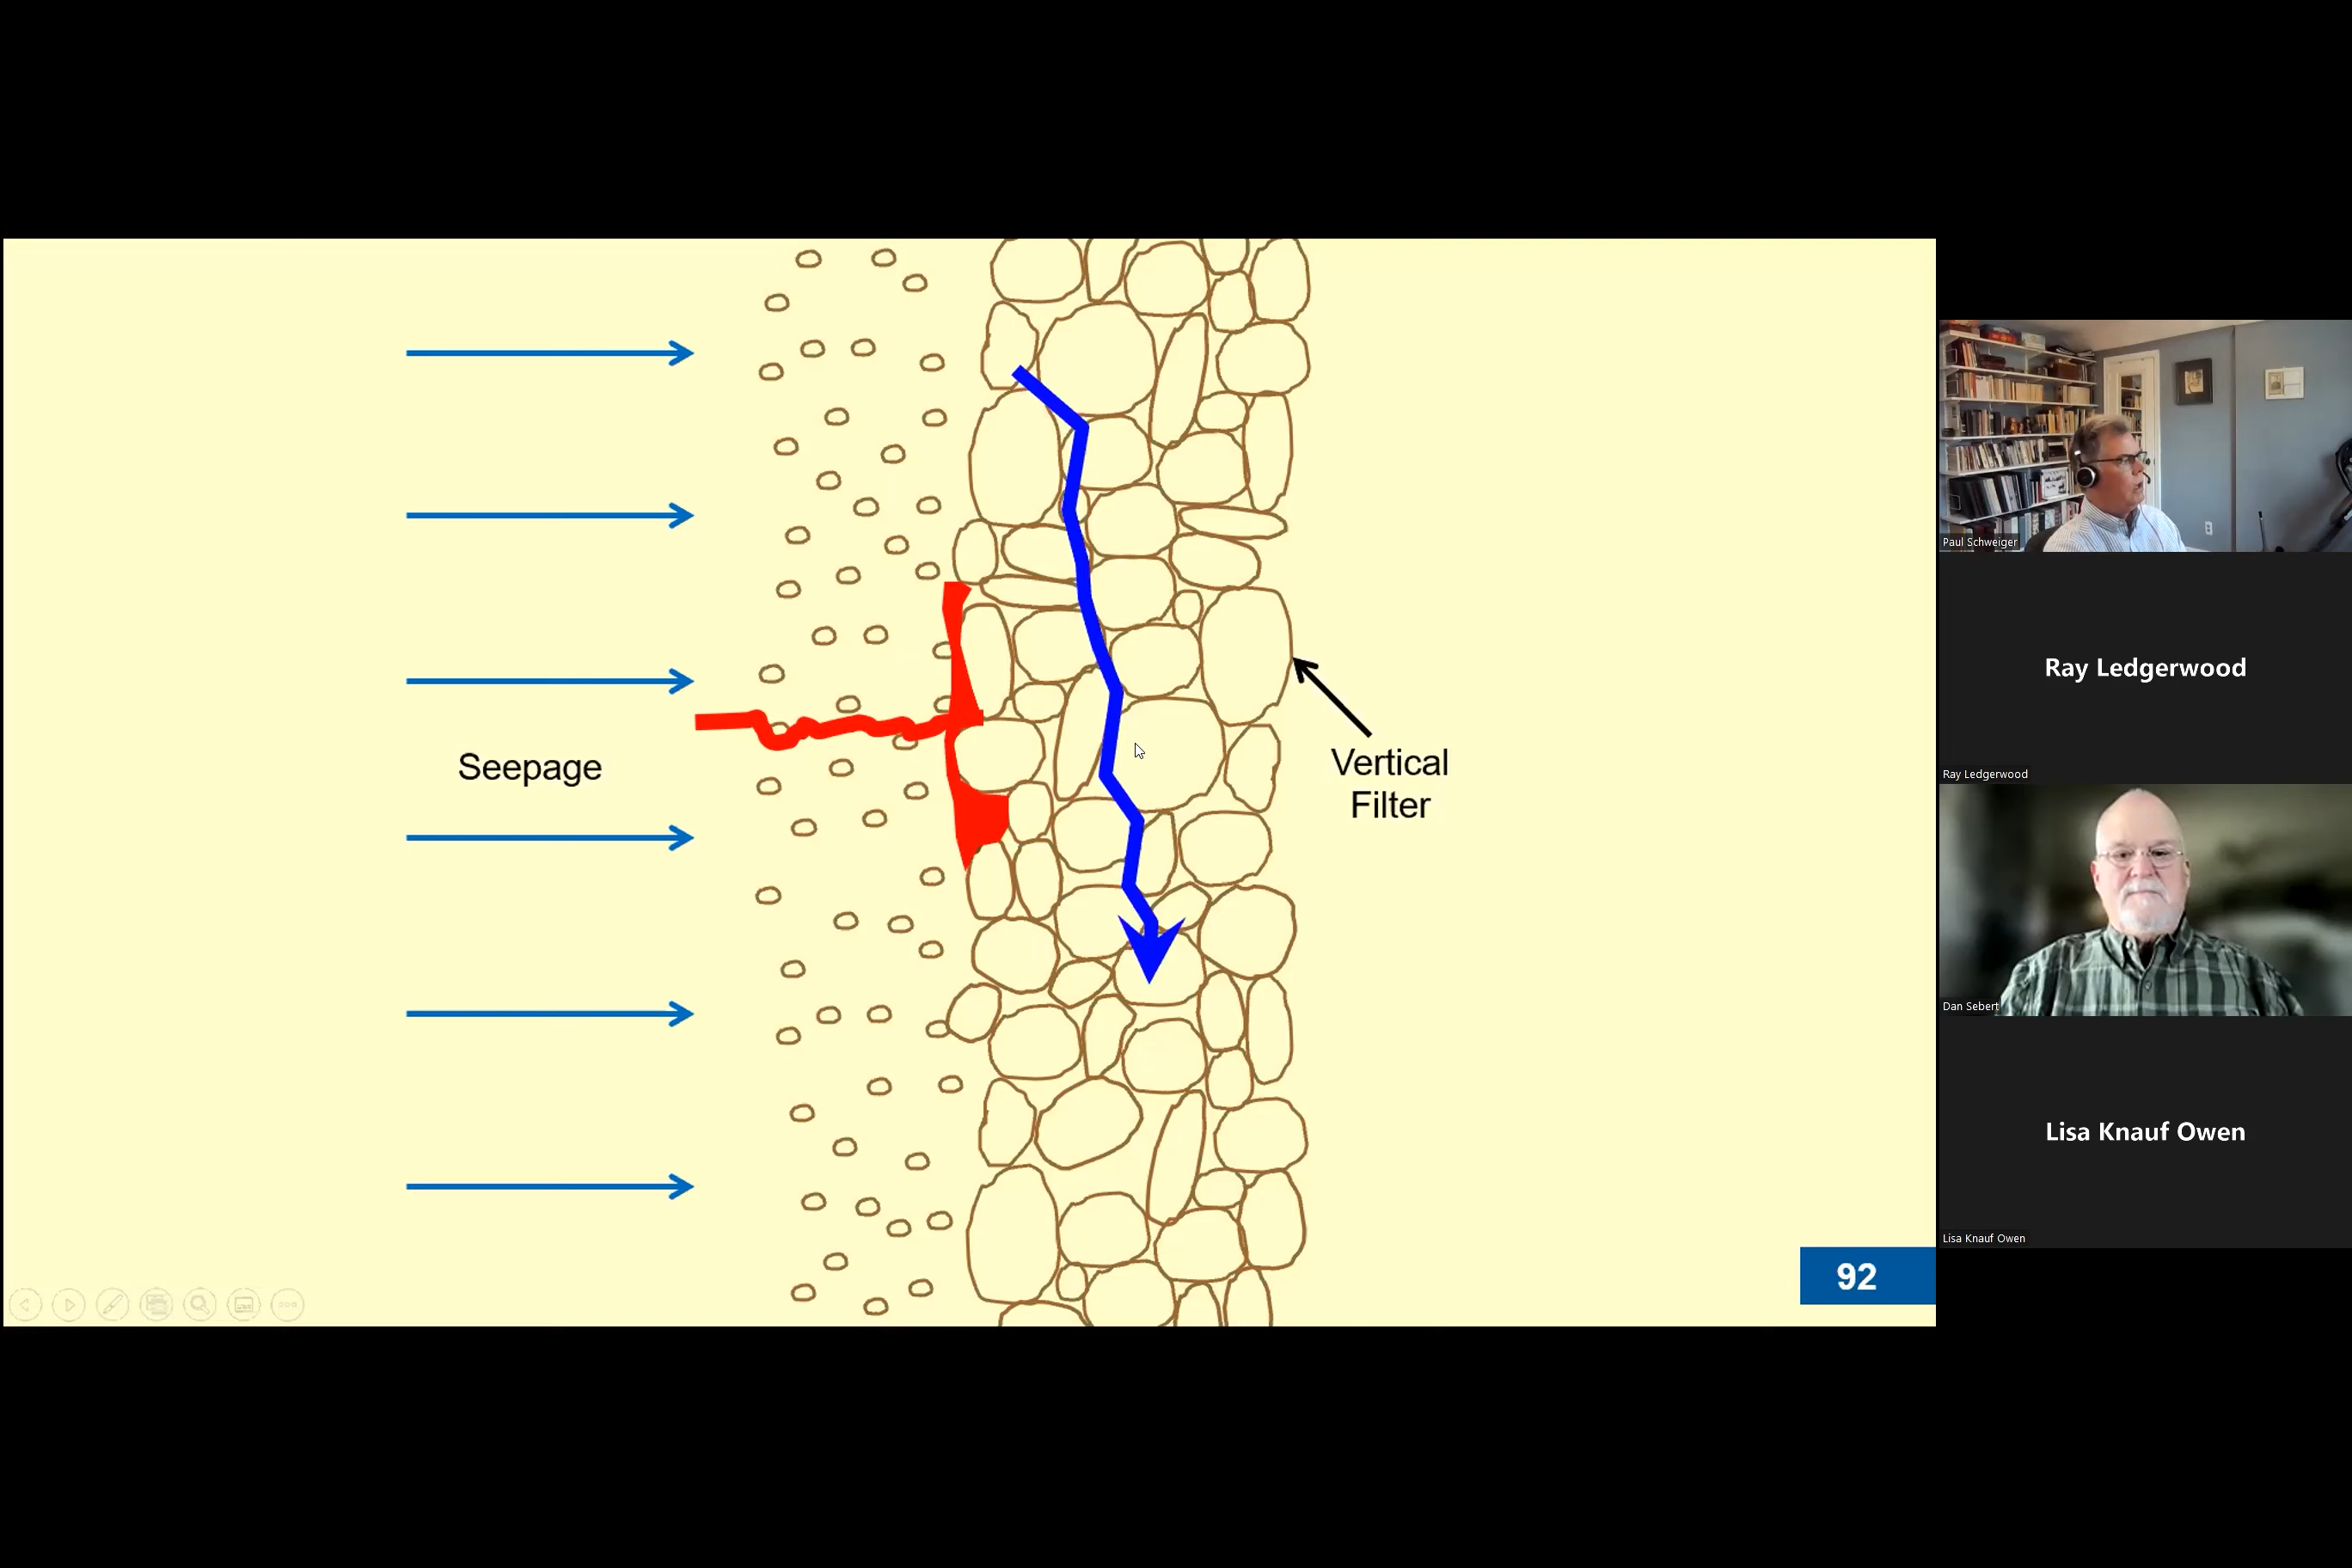 Seepage
Vertical
Filter
92
Paul Schweiger
Ray Ledgerwood
Ray Ledgerwood
Dan Sebert
Lisa Knauf Owen
Lisa Knauf Owen